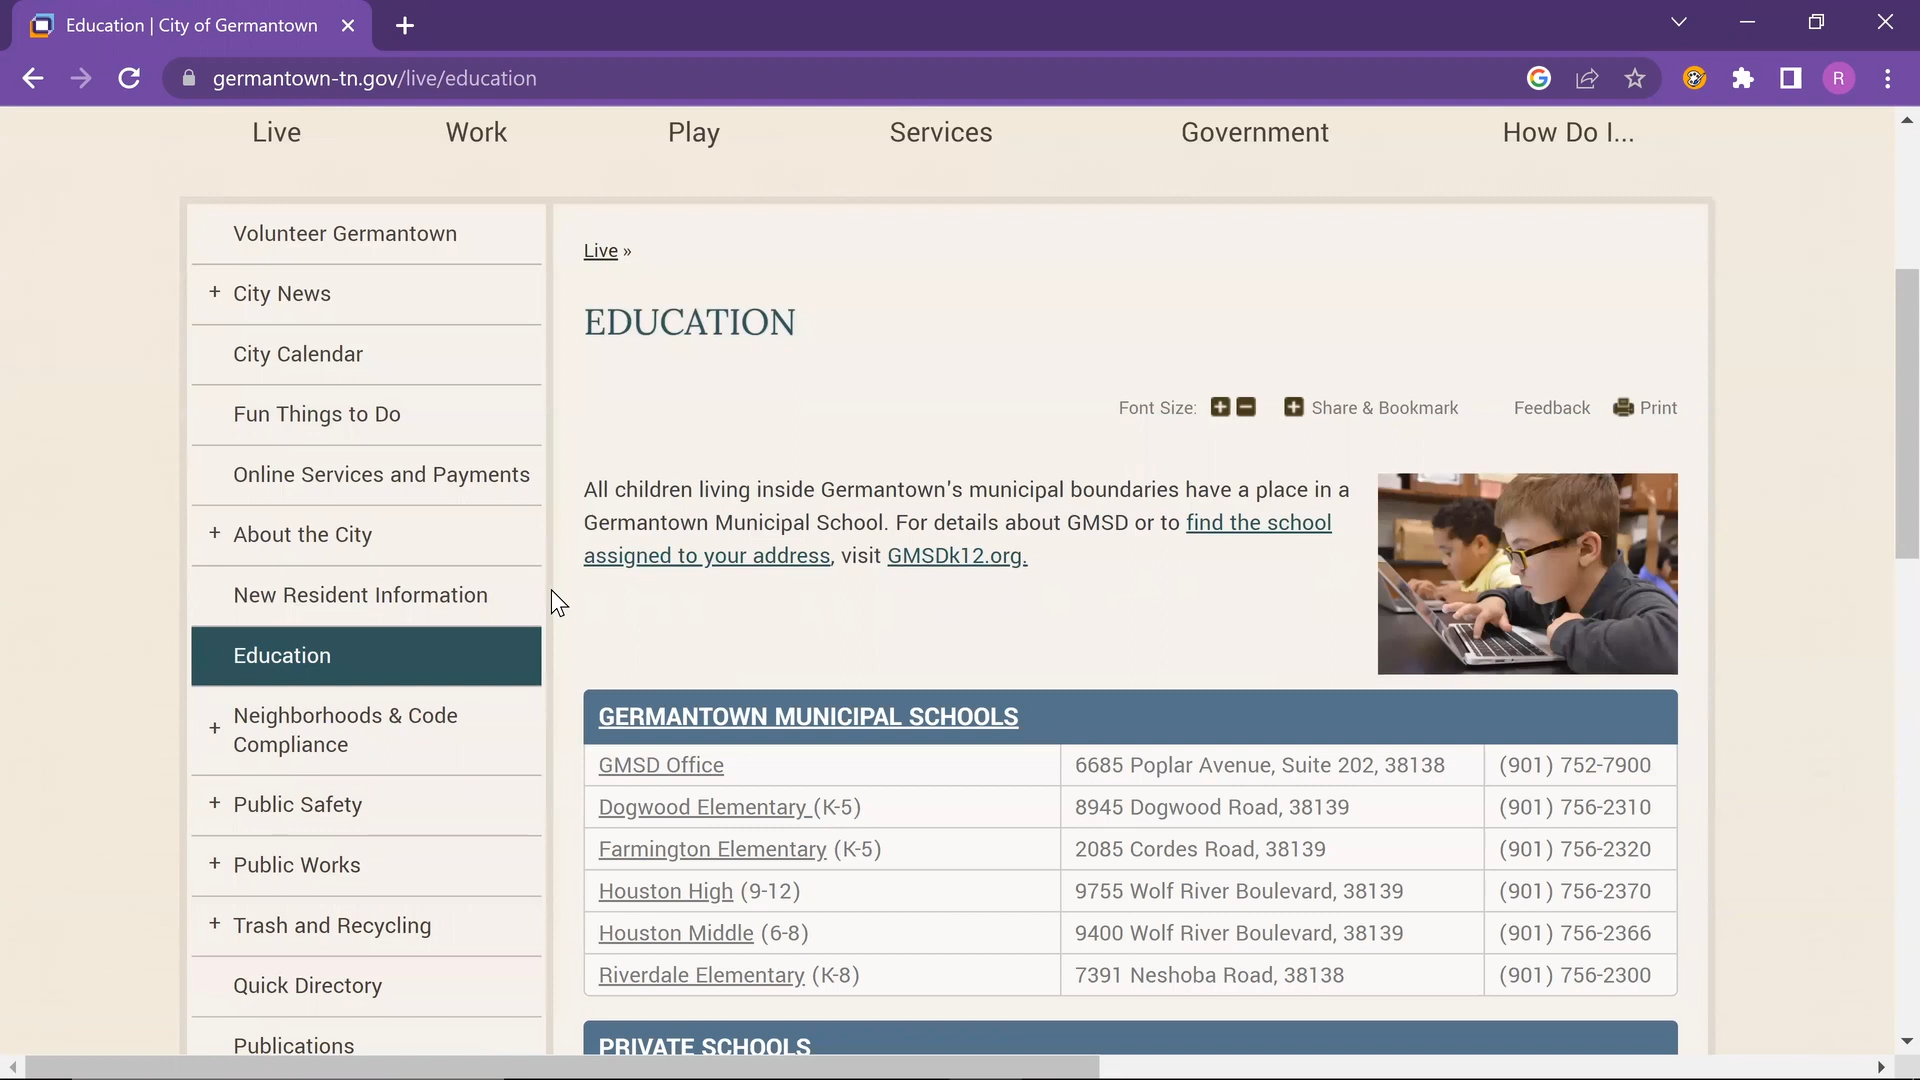 Education | City of Germantown
germantown-tn.gov/live/education
R
Live Work Play Services Government How Do I...
Volunteer Germantown
+ City News
City Calendar
Fun Things to Do
Online Services and Payments
+ About the City
New Resident Information
Education
+ Neighborhoods & Code
Compliance
+ Public Safety
+ Public Works
+ Trash and Recycling
Quick Directory
Publications
Live »
EDUCATION
Font Size: Share & Bookmark Feedback Print
All children living inside Germantown's municipal boundaries have a place in a
Germantown Municipal School. For details about GMSD or to find the school
assigned to your address, visit GMSDk12.org.
GERMANTOWN MUNICIPAL SCHOOLS
GMSD Office 6685 Poplar Avenue, Suite 202, 38138 (901) 752-7900
Dogwood Elementary (K-5) 8945 Dogwood Road, 38139 (901) 756-2310
Farmington Elementary (K-5) 2085 Cordes Road, 38139 (901) 756-2320
Houston High (9-12) 9755 Wolf River Boulevard, 38139 (901) 756-2370
Houston Middle (6-8) 9400 Wolf River Boulevard, 38139 (901) 756-2366
Riverdale Elementary (K-8) 7391 Neshoba Road, 38138 (901) 756-2300
PRIVATE SCHOOLS